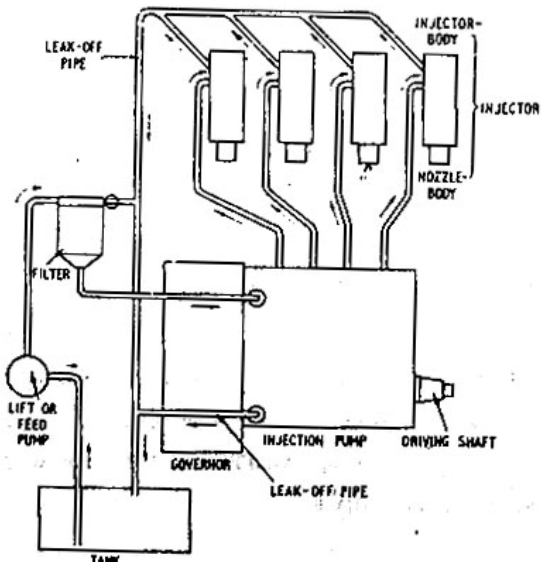 INJECTOR-
BODY
LEAK-OFF
PIPE
INJECTOR
NOZZLE-
BODY
FILTER
LIFT OR
FEED
PUMP
INJECTION PUMP
DRIVING SHAFT
GOVERNOR
LEAK-OFF PIPE
TANK